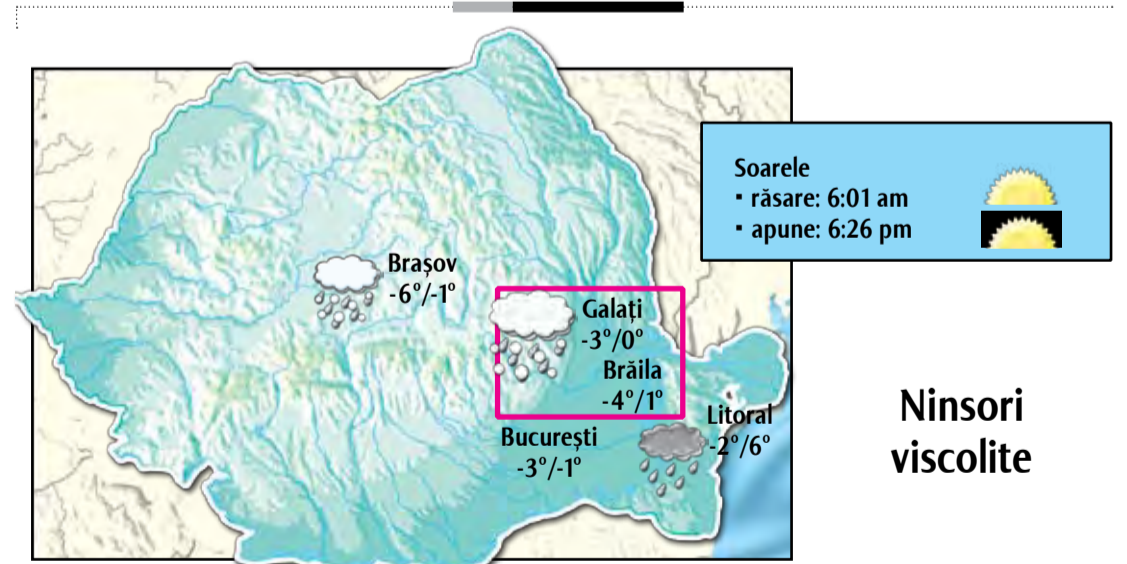 Soarele
▪ răsare: 6:01 am
▪ apune: 6:26 pm
Brașov
-6°/-1°
Galați
-3°/0°
Brăila
-4°/1°
Litoral
-2°/6°
București
-3°/-1°
Ninsori
viscolite